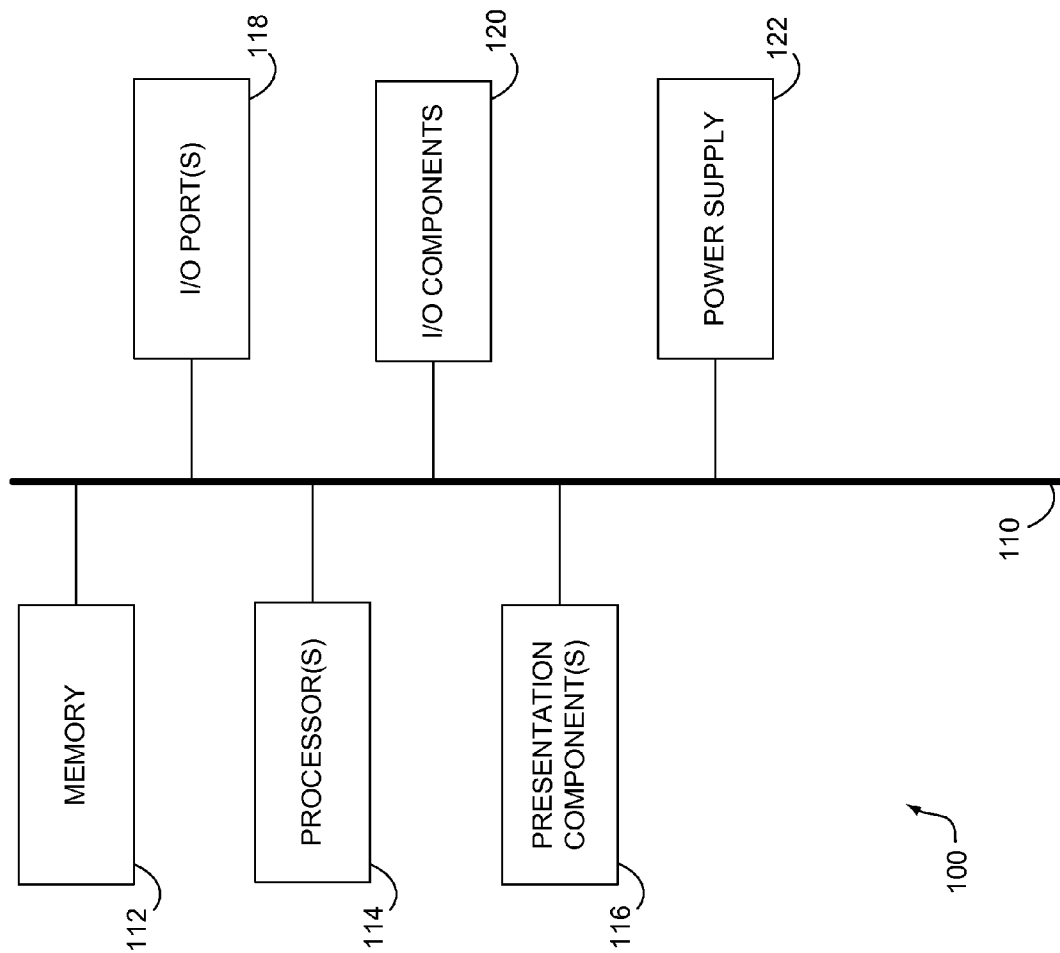 MEMORY
112
PROCESSOR(S)
114
PRESENTATION
COMPONENT(S)
116
I/O PORT(S)
118
I/O COMPONENTS
120
POWER SUPPLY
122
110
100